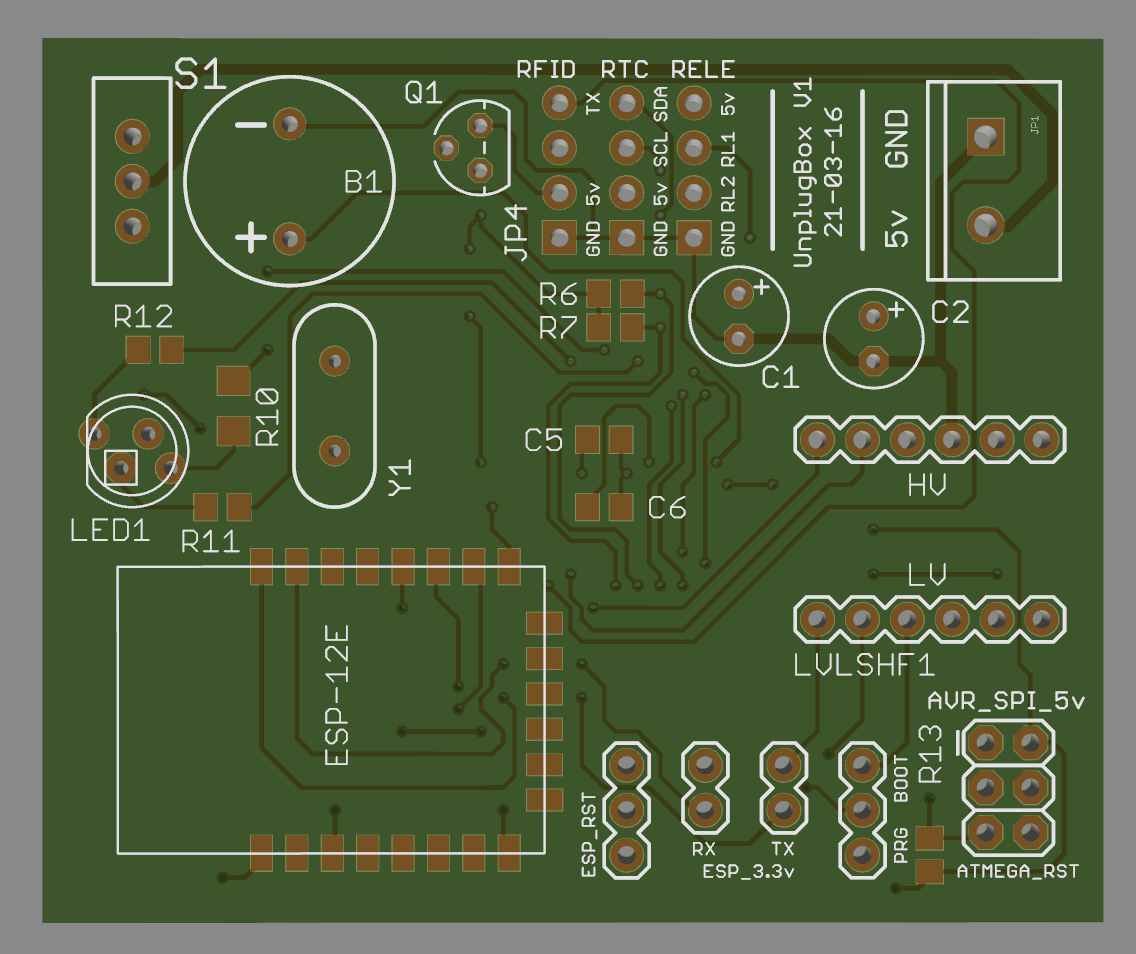 S1
Q1
RFID RTC RELE
TX
SDA
5v
SCL
RL1
5v
5v
RL2
GND
GND
GND
JP4
UnplugBox V1
21-03-16
GND
5v
JP1
−
B1
+
R12
R10
LED1
R11
Y1
R6
R7
+
C1
+
C2
C5
C6
HV
LV
LVLSHF1
ESP-12E
AVR_SPI_5v
R13
ESP_RST
RX TX
ESP_3.3v
BOOT
PRG
ATMEGA_RST